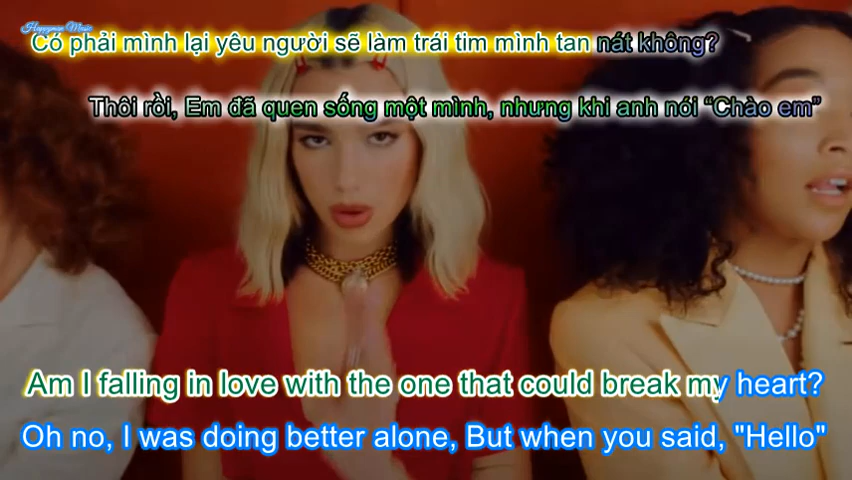 Happyman Music
Có phải mình lại yêu người sẽ làm trái tim mình tan nát không?
Thôi rồi, Em đã quen sống một mình, nhưng khi anh nói “Chào em”
Am I falling in love with the one that could break my heart?
Oh no, I was doing better alone, But when you said, "Hello"